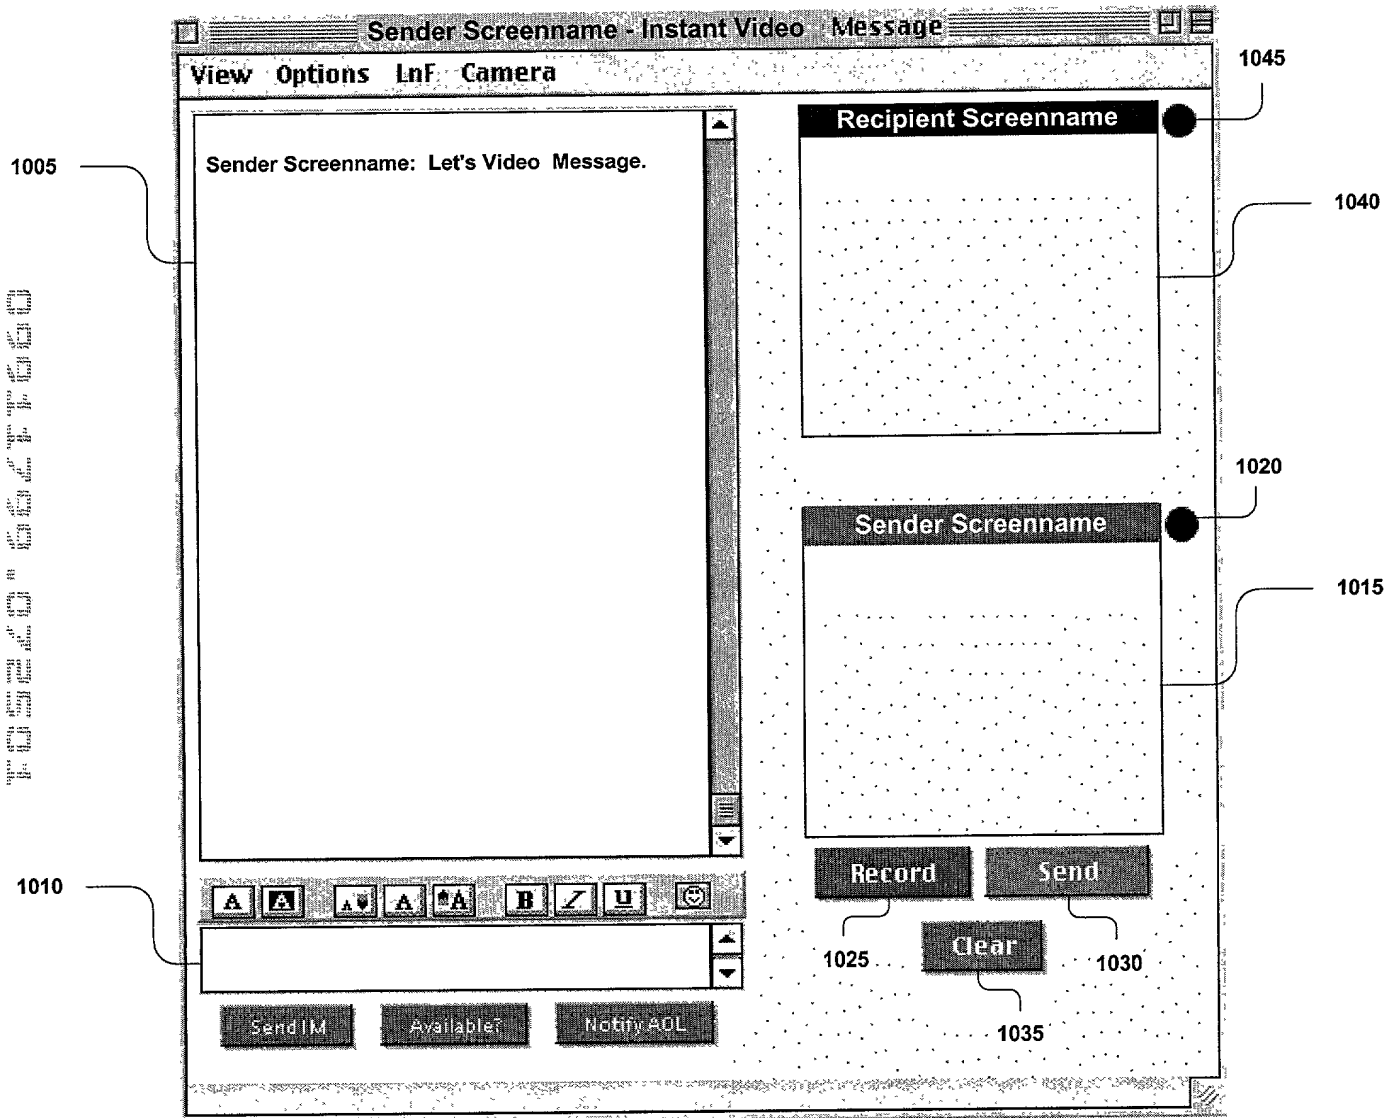 Sender Screenname - Instant Video Message
View Options LnF Camera
1045
Recipient Screenname
1005
Sender Screenname: Let's Video Message.
1040
1020
Sender Screenname
1015
Record Send
1010
A A A A A B I U
Clear
1025
1030
Send IM Available? Notify AOL
1035